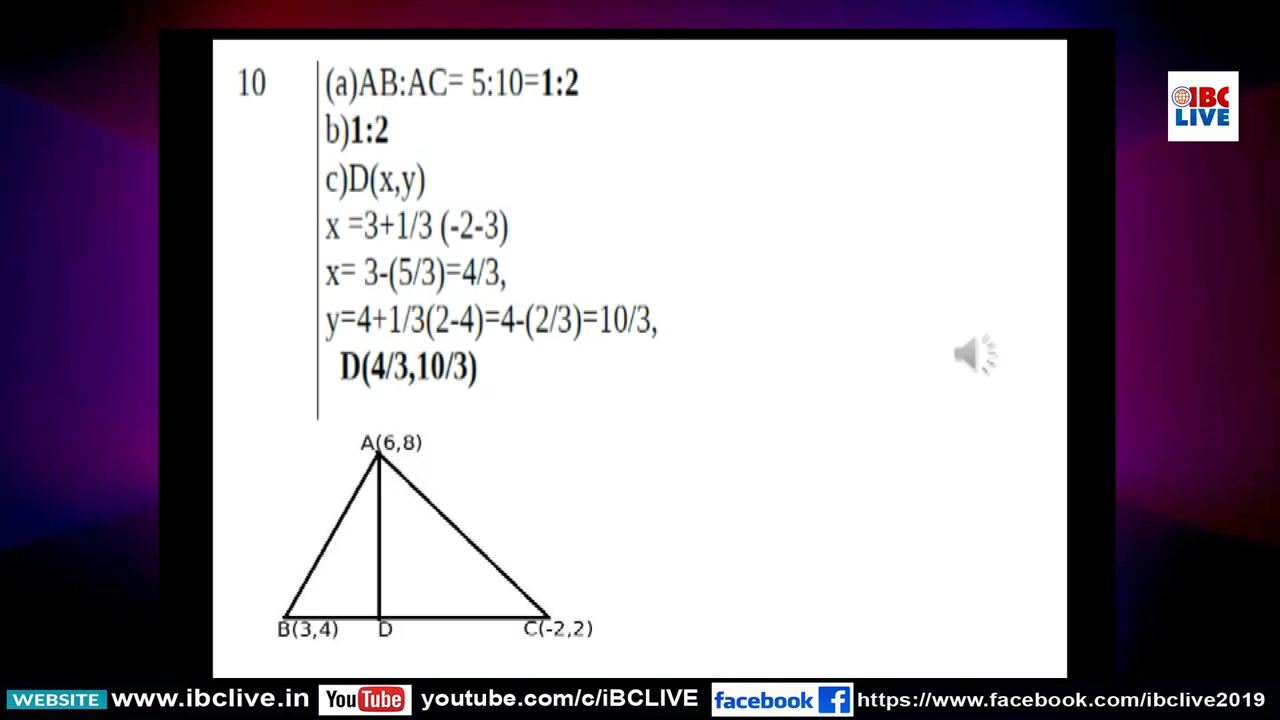 10
(a)AB:AC= 5:10=1:2
b)1:2
c)D(x,y)
x =3+1/3 (-2-3)
x= 3-(5/3)=4/3,
y=4+1/3(2-4)=4-(2/3)=10/3,
D(4/3,10/3)
IBC
LIVE
A(6,8)
B(3,4) D C(-2,2)
WEBSITE www.ibclive.in YouTube youtube.com/c/iBCLIVE facebook f https://www.facebook.com/ibclive2019